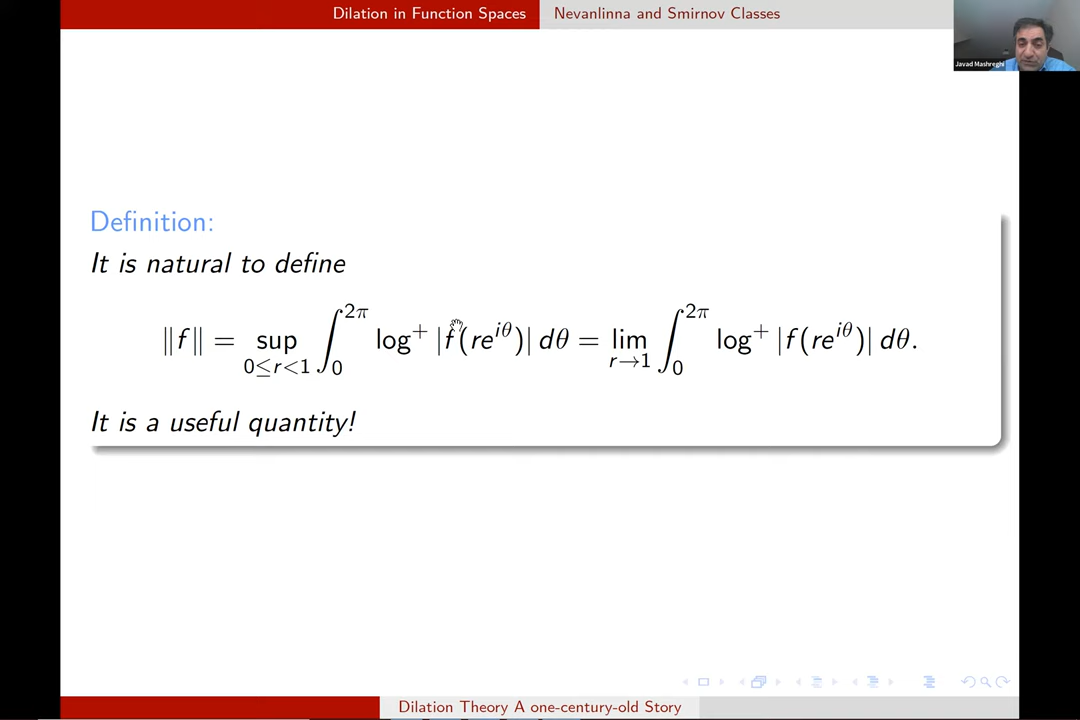 Dilation in Function Spaces Nevanlinna and Smirnov Classes
Javad Mashreghi
Definition:
It is natural to define
‖f‖ = sup_{0≤r<1} ∫_0^{2π} log⁺ |f(re^{iθ})| dθ = lim_{r→1} ∫_0^{2π} log⁺ |f(re^{iθ})| dθ.
It is a useful quantity!
Dilation Theory A one-century-old Story